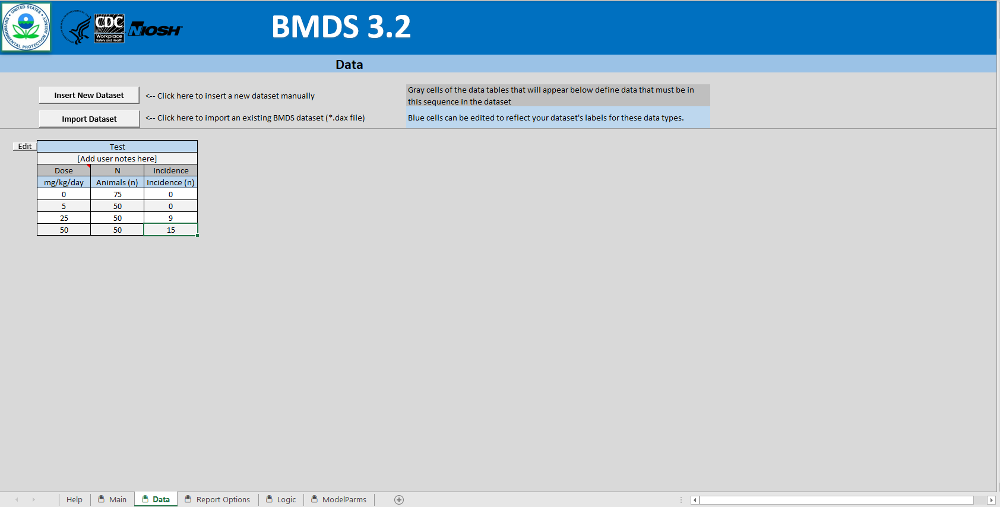 UNITED STATES
ENVIRONMENTAL PROTECTION AGENCY
CDC
Workplace
Safety and Health
NIOSH
BMDS 3.2
Data
Insert New Dataset
<-- Click here to insert a new dataset manually
Import Dataset
<-- Click here to import an existing BMDS dataset (*.dax file)
Gray cells of the data tables that will appear below define data that must be in
this sequence in the dataset
Blue cells can be edited to reflect your dataset's labels for these data types.
Edit
Test
[Add user notes here]
Dose N Incidence
mg/kg/day Animals (n) Incidence (n)
0 75 0
5 50 0
25 50 9
50 50 15
Help Main Data Report Options Logic ModelParms